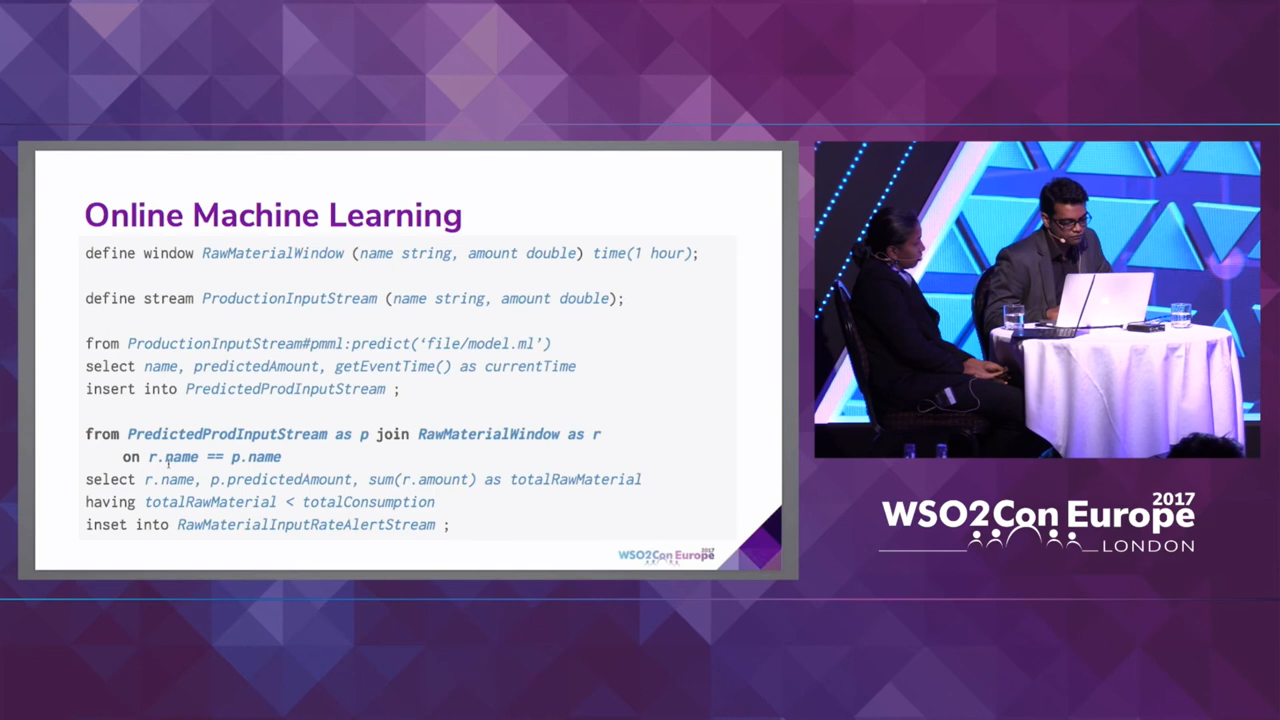 Online Machine Learning
define window RawMaterialWindow (name string, amount double) time(1 hour);
define stream ProductionInputStream (name string, amount double);
from ProductionInputStream#pmml:predict(‘file/model.ml’)
select name, predictedAmount, getEventTime() as currentTime
insert into PredictedProdInputStream ;
from PredictedProdInputStream as p join RawMaterialWindow as r
on r.name == p.name
select r.name, p.predictedAmount, sum(r.amount) as totalRawMaterial
having totalRawMaterial < totalConsumption
inset into RawMaterialInputRateAlertStream ;
WSO2Con Europe 2017
WSO2Con Europe 2017
LONDON